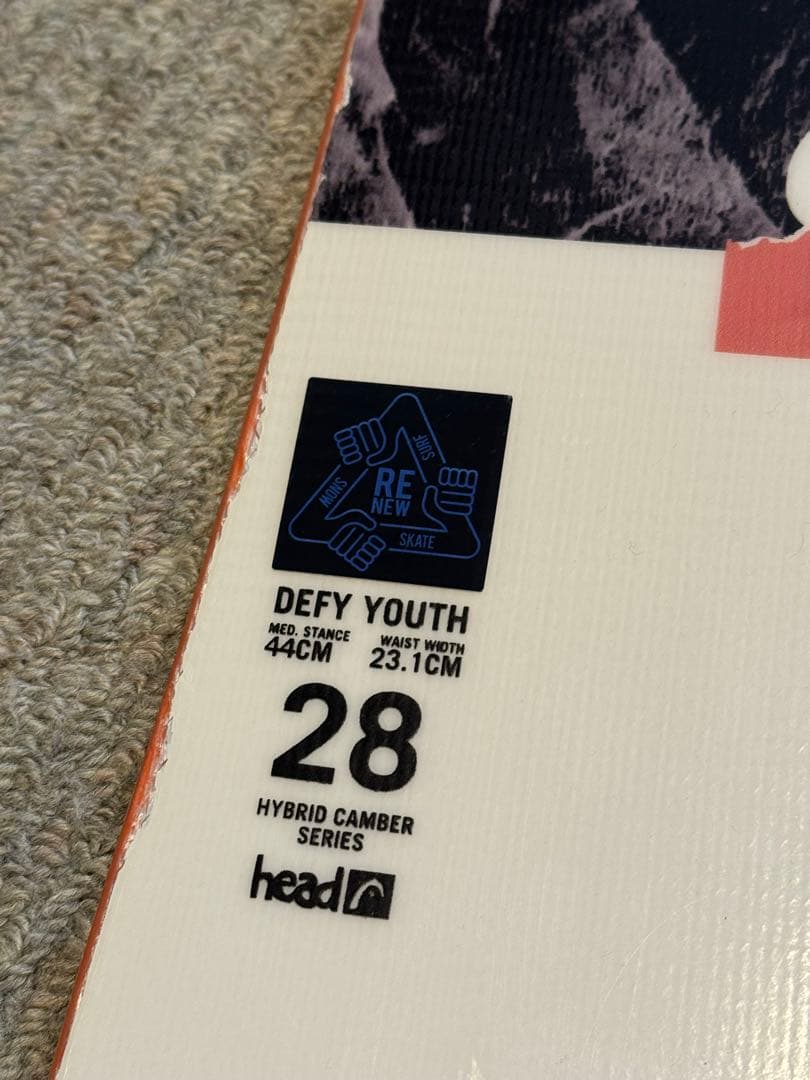 SURF
SNOW
RE
NEW
SKATE
DEFY YOUTH
MED. STANCE
44CM
WAIST WIDTH
23.1CM
28
HYBRID CAMBER
SERIES
head